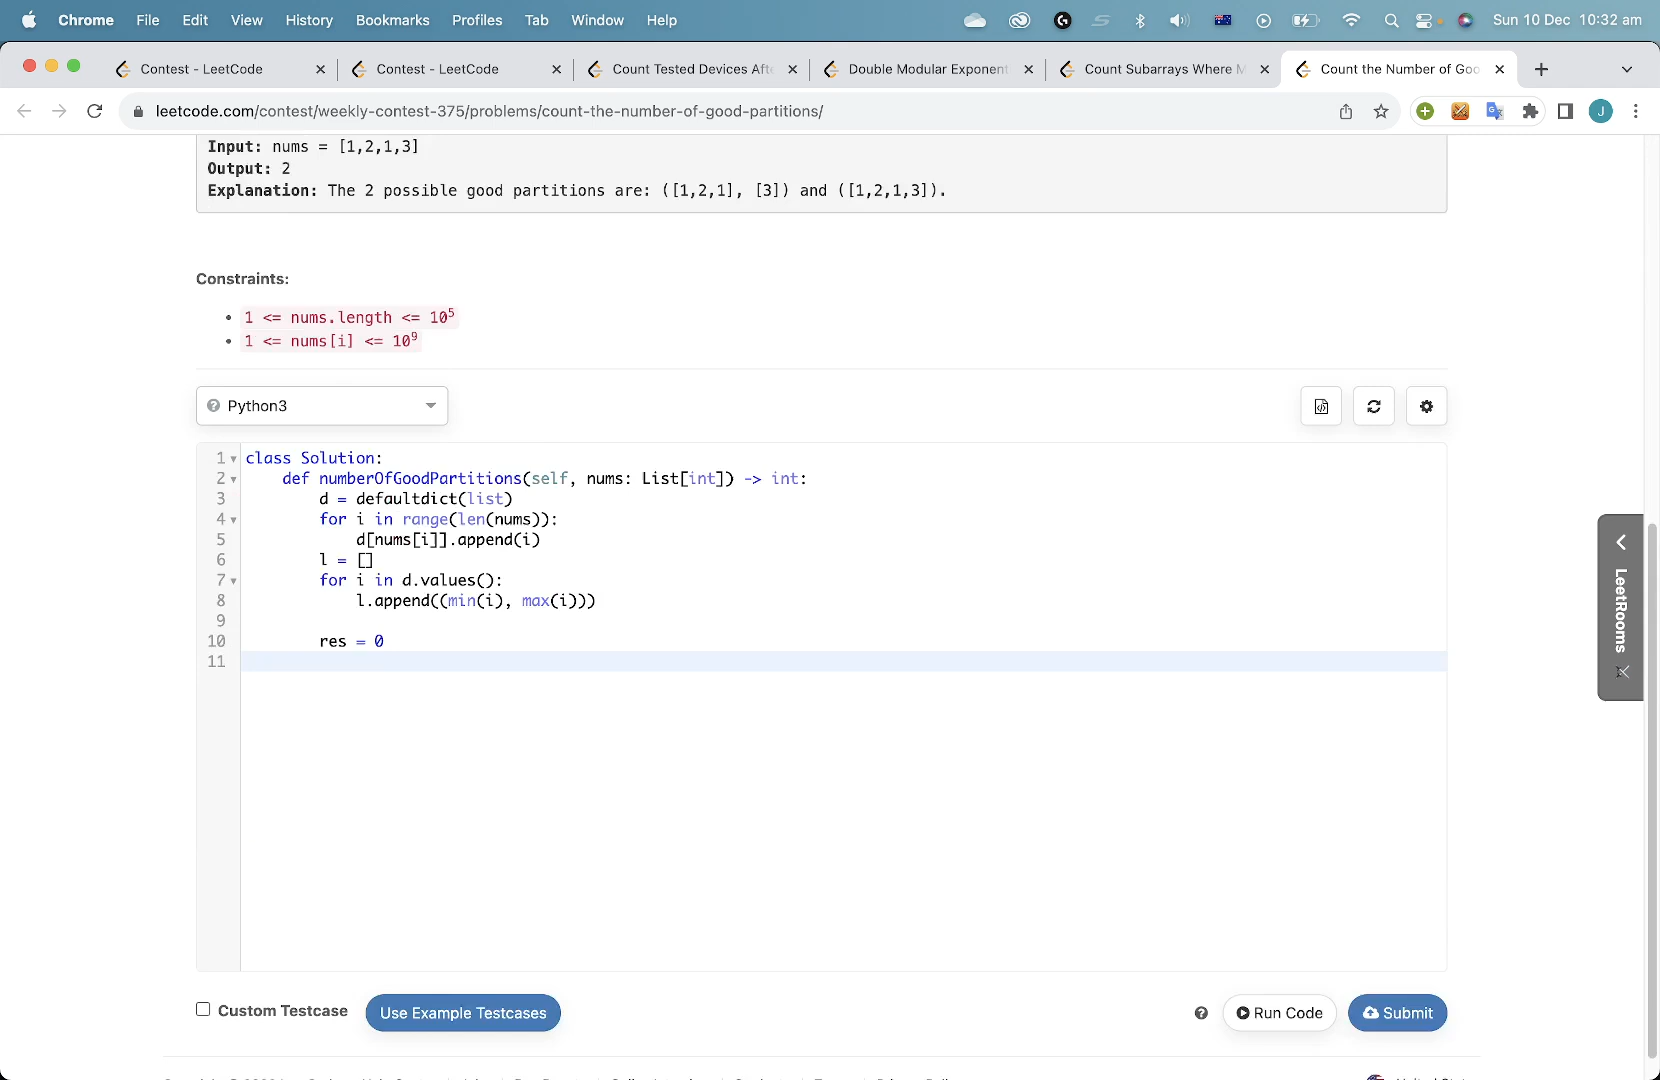 Chrome File Edit View History Bookmarks Profiles Tab Window Help Sun 10 Dec 10:32 am
Contest - LeetCode Contest - LeetCode Count Tested Devices Afte Double Modular Exponent Count Subarrays Where M Count the Number of Goo
leetcode.com/contest/weekly-contest-375/problems/count-the-number-of-good-partitions/ J
Input: nums = [1,2,1,3]
Output: 2
Explanation: The 2 possible good partitions are: ([1,2,1], [3]) and ([1,2,1,3]).
Constraints:
• 1 <= nums.length <= 10⁵
• 1 <= nums[i] <= 10⁹
Python3
1 class Solution:
2 def numberOfGoodPartitions(self, nums: List[int]) -> int:
3 d = defaultdict(list)
4 for i in range(len(nums)):
5 d[nums[i]].append(i)
6 l = []
7 for i in d.values():
8 l.append((min(i), max(i)))
9
10 res = 0
11
LeetRooms
Custom Testcase Use Example Testcases ? Run Code Submit